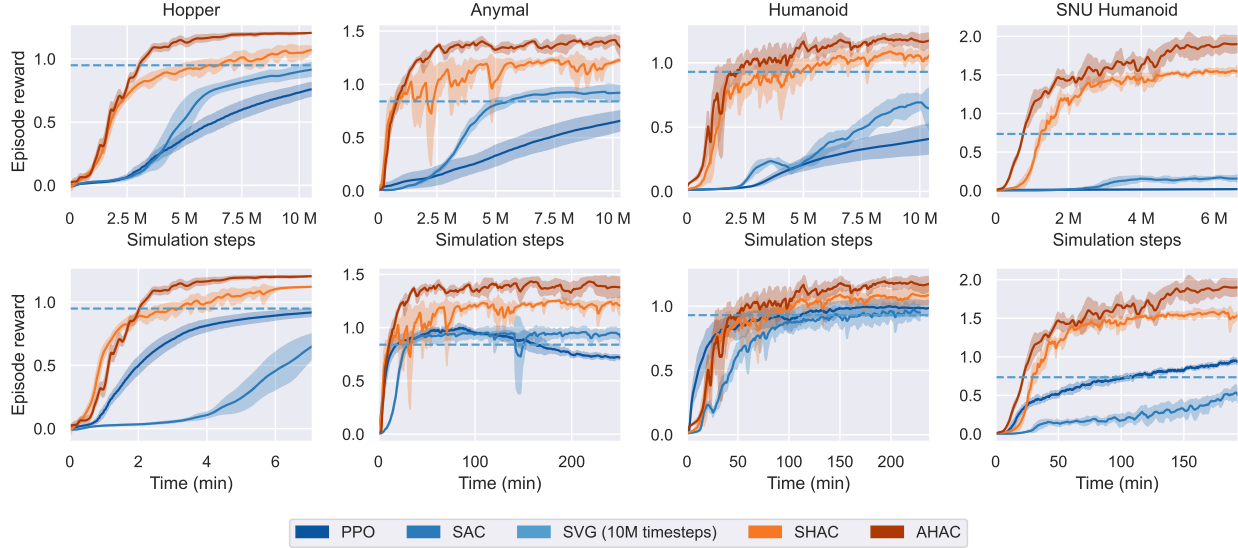 Hopper
Anymal
Humanoid
SNU Humanoid
Episode reward
1.0
0.5
0.0
0
2.5 M
5 M
7.5 M
10 M
Simulation steps
1.5
1.0
0.5
0.0
0
2.5 M
5 M
7.5 M
10 M
Simulation steps
1.0
0.5
0.0
0
2.5 M
5 M
7.5 M
10 M
Simulation steps
2.0
1.5
1.0
0.5
0.0
0
2 M
4 M
6 M
Simulation steps
Episode reward
1.0
0.5
0.0
0
2
4
6
Time (min)
1.5
1.0
0.5
0.0
0
100
200
Time (min)
1.0
0.5
0.0
0
50
100
150
200
Time (min)
2.0
1.5
1.0
0.5
0.0
0
50
100
150
Time (min)
PPO SAC SVG (10M timesteps) SHAC AHAC